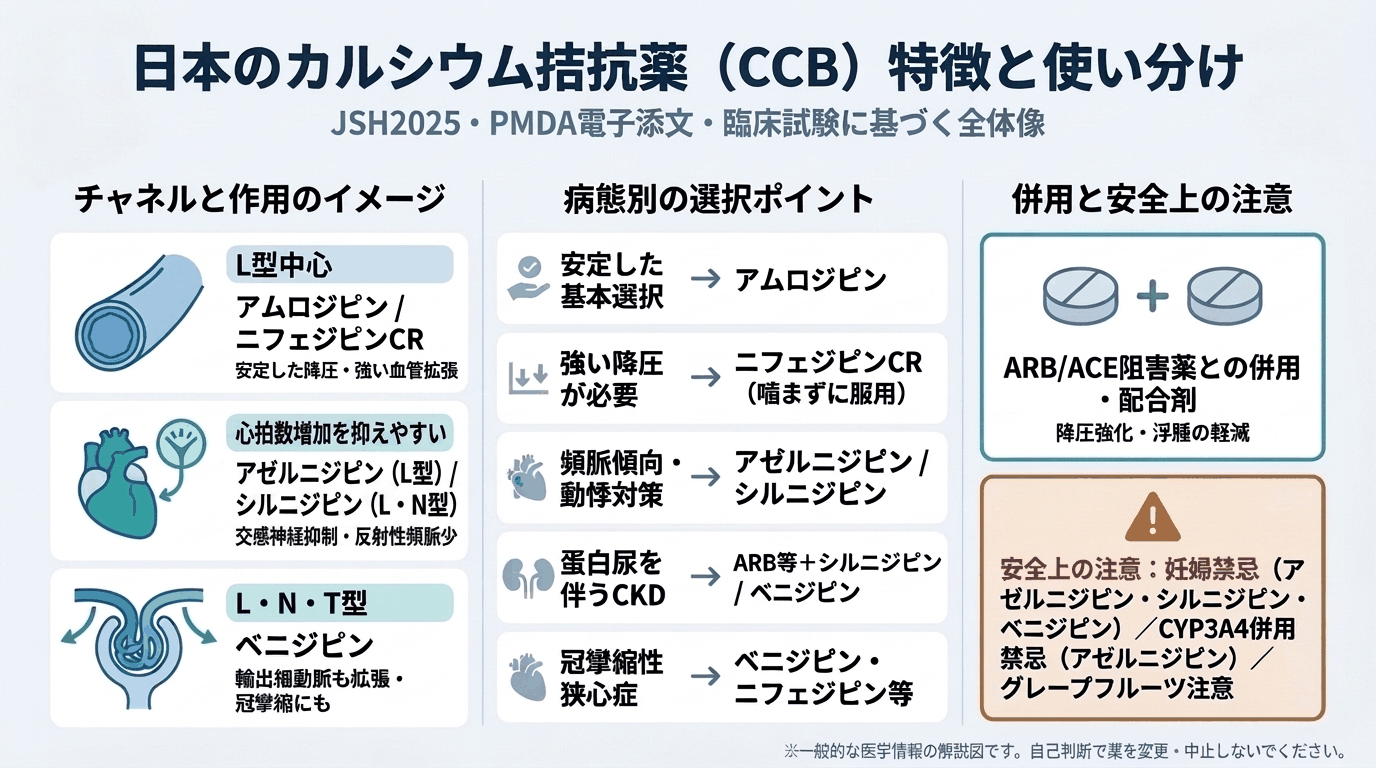 日本のカルシウム拮抗薬（CCB）特徴と使い分け
JSH2025・PMDA電子添文・臨床試験に基づく全体像
チャネルと作用のイメージ
L型中心
アムロジピン /
ニフェジピンCR
安定した降圧・強い血管拡張
心拍数増加を抑えやすい
アゼルニジピン（L型）/
シルニジピン（L・N型）
交感神経抑制・反射性頻脈少
L・N・T型
ベニジピン
輸出細動脈も拡張・
冠攣縮にも
病態別の選択ポイント
安定した
基本選択
→ アムロジピン
強い降圧
が必要
→ ニフェジピンCR
（噛まずに服用）
頻脈傾向・
動悸対策
→ アゼルニジピン /
シルニジピン
蛋白尿を
伴うCKD
→ ARB等＋シルニジピン
/ ベニジピン
冠攣縮性
狭心症
→ ベニジピン・
ニフェジピン等
併用と安全上の注意
ARB/ACE阻害薬との併用
・配合剤
降圧強化・浮腫の軽減
安全上の注意：妊婦禁忌（ア
ゼルニジピン・シルニジピン・
ベニジピン）／CYP3A4併用
禁忌（アゼルニジピン）／
グレープフルーツ注意
※一般的な医学情報の解説図です。自己判断で薬を変更・中止しないでください。